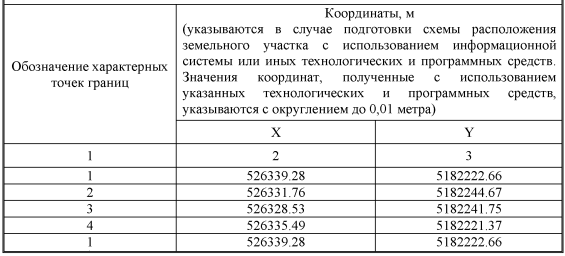 Обозначение характерных
точек границ
Координаты, м
(указываются в случае подготовки схемы расположения
земельного участка с использованием информационной
системы или иных технологических и программных средств.
Значения координат, полученные с использованием
указанных технологических и программных средств,
указываются с округлением до 0,01 метра)
X Y
1 2 3
1 526339.28 5182222.66
2 526331.76 5182244.67
3 526328.53 5182241.75
4 526335.49 5182221.37
1 526339.28 5182222.66